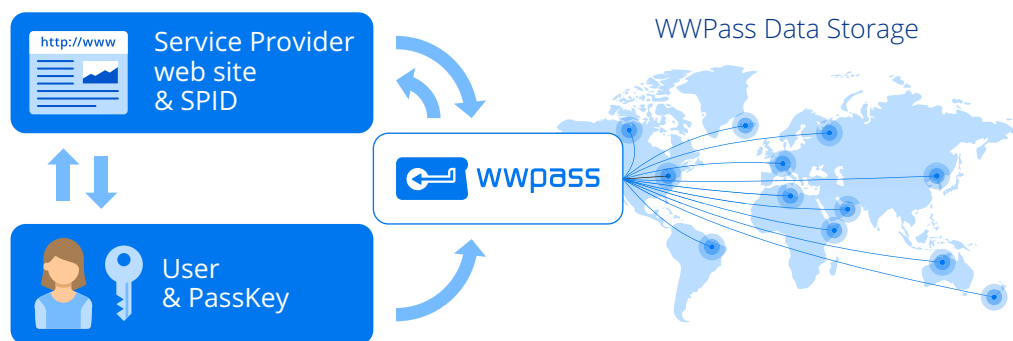 http://www
Service Provider
web site
& SPID
WWPass Data Storage
wwpass
User
& PassKey